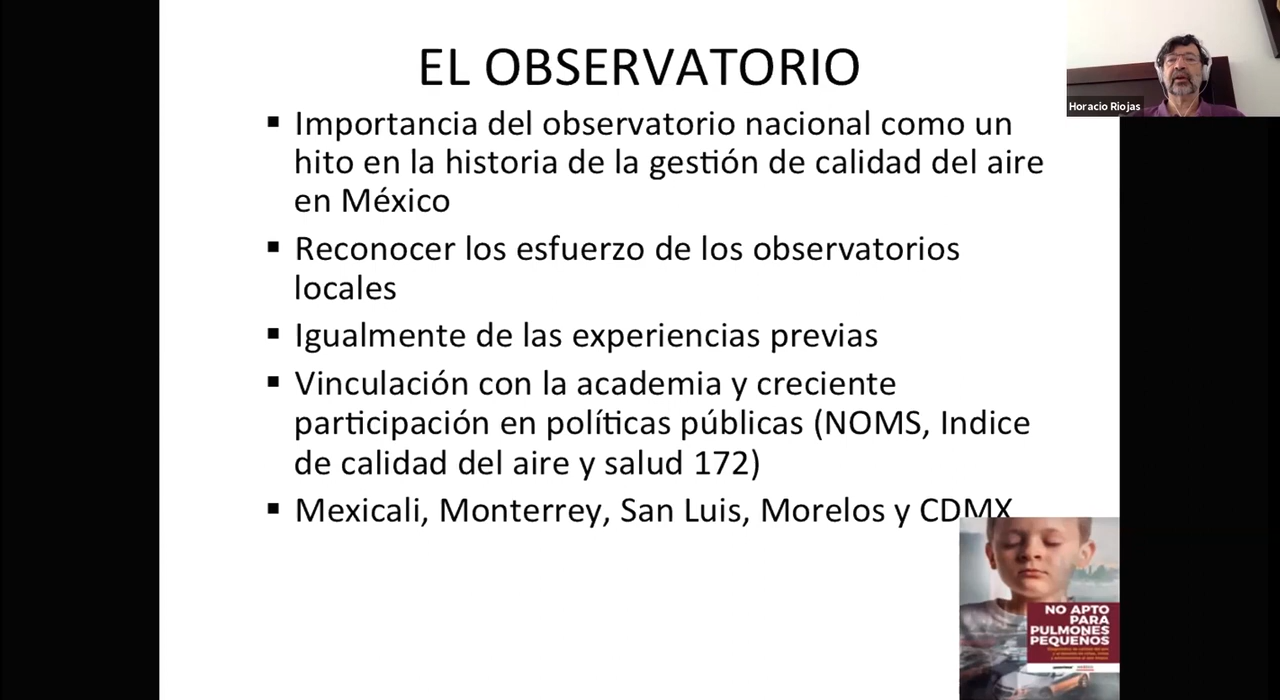 EL OBSERVATORIO
Horacio Riojas
▪ Importancia del observatorio nacional como un
hito en la historia de la gestión de calidad del aire
en México
▪ Reconocer los esfuerzo de los observatorios
locales
▪ Igualmente de las experiencias previas
▪ Vinculación con la academia y creciente
participación en políticas públicas (NOMS, Indice
de calidad del aire y salud 172)
▪ Mexicali, Monterrey, San Luis, Morelos y CDMX
NO APTO
PARA
PULMONES
PEQUEÑOS